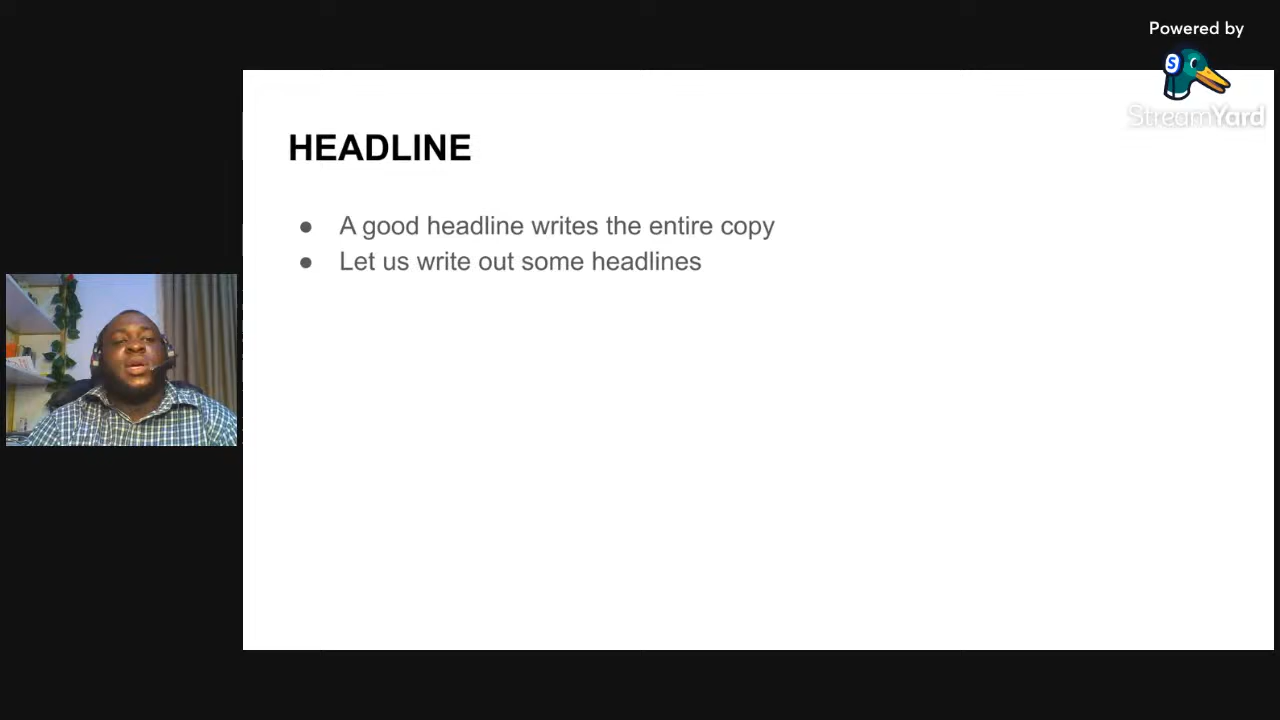 Powered by
S
StreamYard
HEADLINE
● A good headline writes the entire copy
● Let us write out some headlines